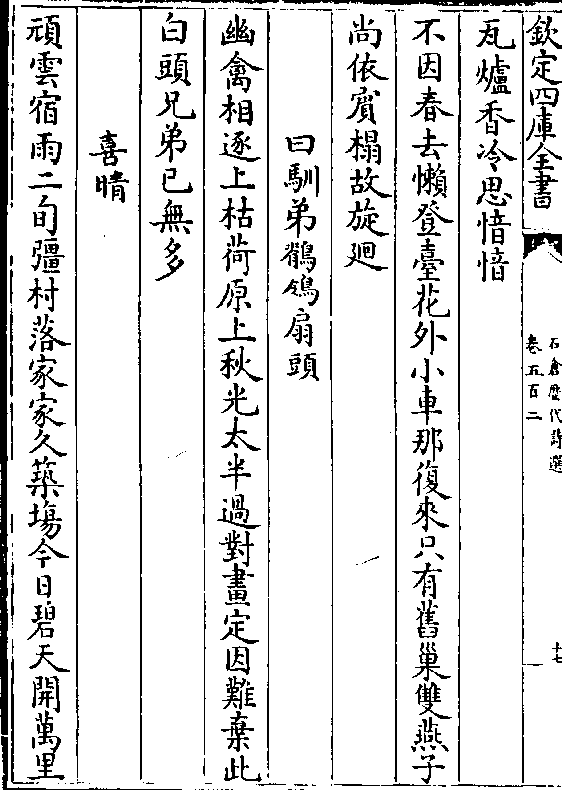 欽定四庫全書
石倉歴代詩選
卷五百二
十七
瓦爐香冷思愔愔
不因春去懶登臺花外小車那復來只有舊巢雙燕子
尚依賔榻故旋廻
曰馴弟鶺鴒扇頭
幽禽相逐上枯荷原上秋光太半過對畫定因難棄此
白頭兄弟已無多
喜晴
頑雲宿雨二旬彊村落家家久築塲今日碧天開萬里